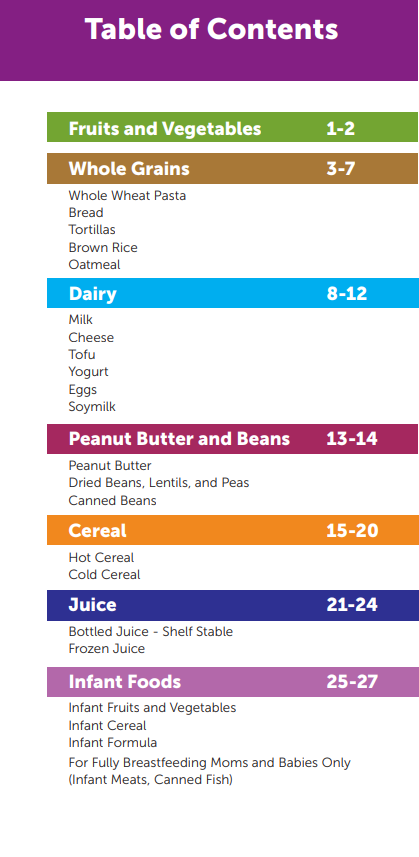 Table of Contents
Fruits and Vegetables 1-2
Whole Grains 3-7
Whole Wheat Pasta
Bread
Tortillas
Brown Rice
Oatmeal
Dairy 8-12
Milk
Cheese
Tofu
Yogurt
Eggs
Soymilk
Peanut Butter and Beans 13-14
Peanut Butter
Dried Beans, Lentils, and Peas
Canned Beans
Cereal 15-20
Hot Cereal
Cold Cereal
Juice 21-24
Bottled Juice - Shelf Stable
Frozen Juice
Infant Foods 25-27
Infant Fruits and Vegetables
Infant Cereal
Infant Formula
For Fully Breastfeeding Moms and Babies Only
(Infant Meats, Canned Fish)